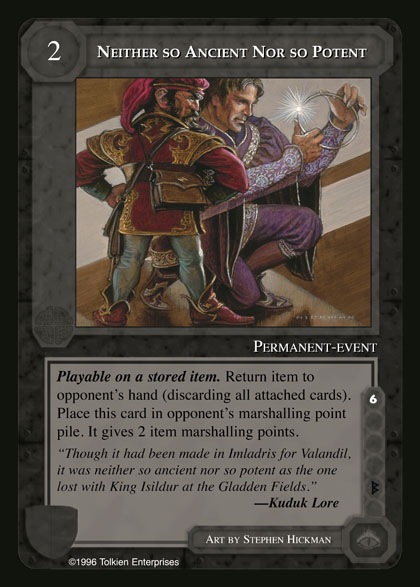 2
Neither so Ancient Nor so Potent
Permanent-event
Playable on a stored item. Return item to
opponent's hand (discarding all attached cards).
Place this card in opponent's marshalling point
pile. It gives 2 item marshalling points.
6
"Though it had been made in Imladris for Valandil,
it was neither so ancient nor so potent as the one
lost with King Isildur at the Gladden Fields."
—Kuduk Lore
Art by Stephen Hickman
©1996 Tolkien Enterprises